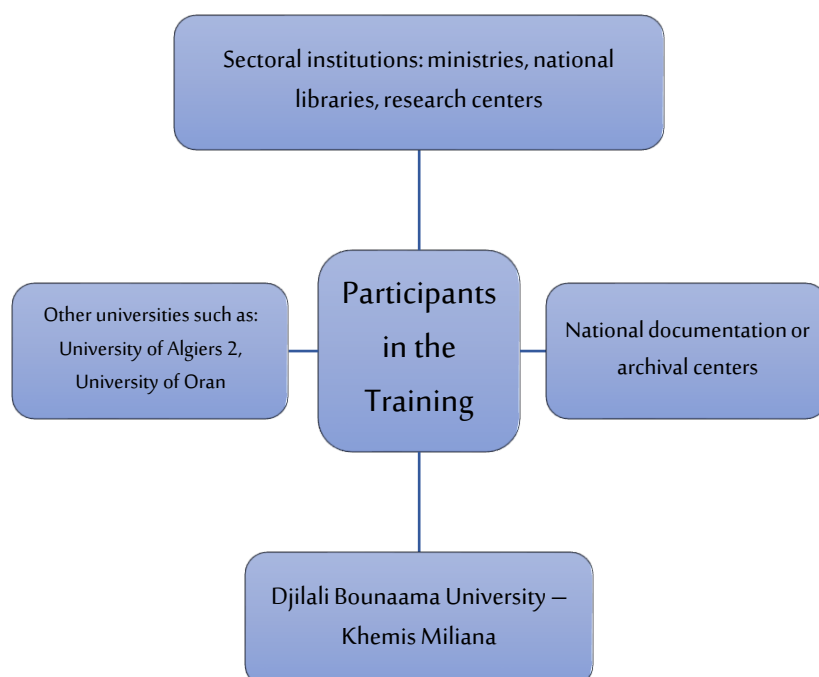 Sectoral institutions: ministries, national
libraries, research centers
Other universities such as:
University of Algiers 2,
University of Oran
Participants
in the
Training
National documentation or
archival centers
Djilali Bounaama University –
Khemis Miliana